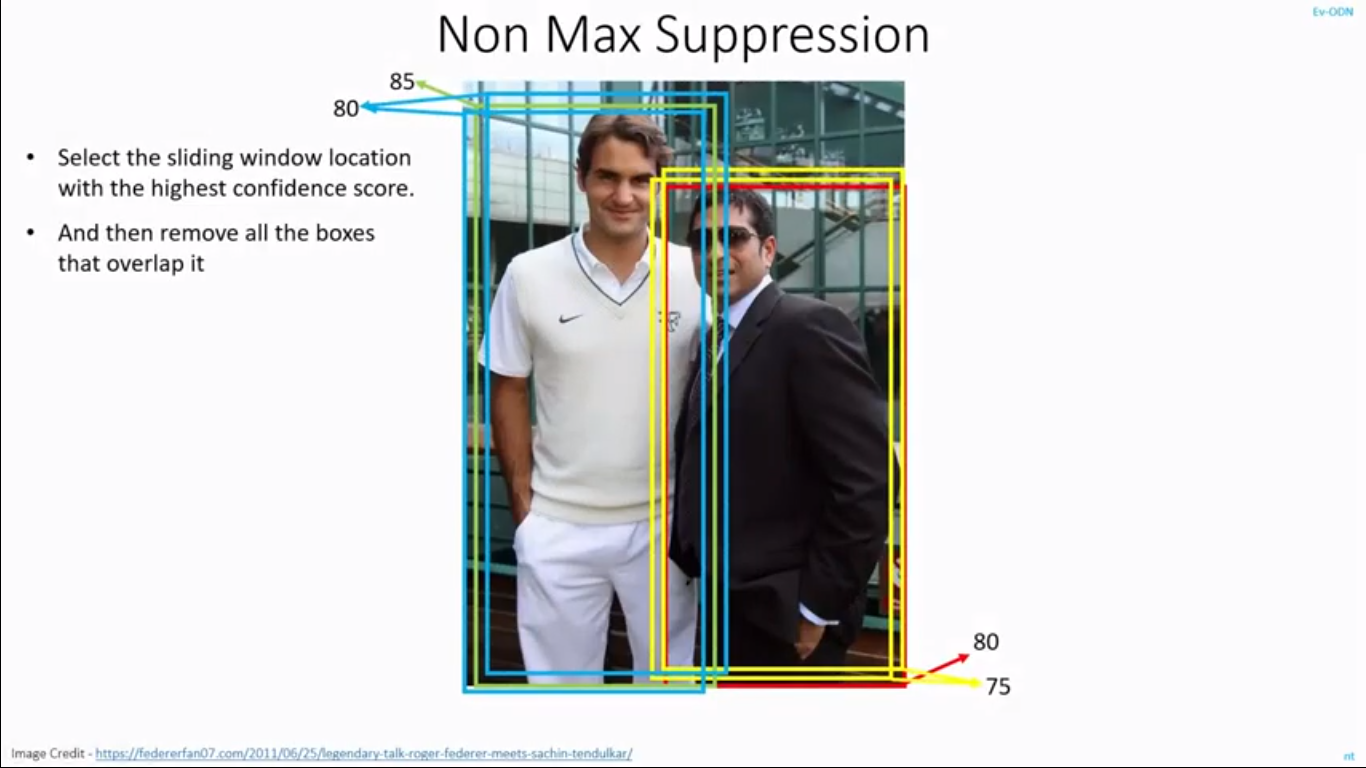 Ev-ODN
Non Max Suppression
85
80
• Select the sliding window location
with the highest confidence score.
• And then remove all the boxes
that overlap it
80
75
Image Credit - https://federerfan07.com/2011/06/25/legendary-talk-roger-federer-meets-sachin-tendulkar/
nt